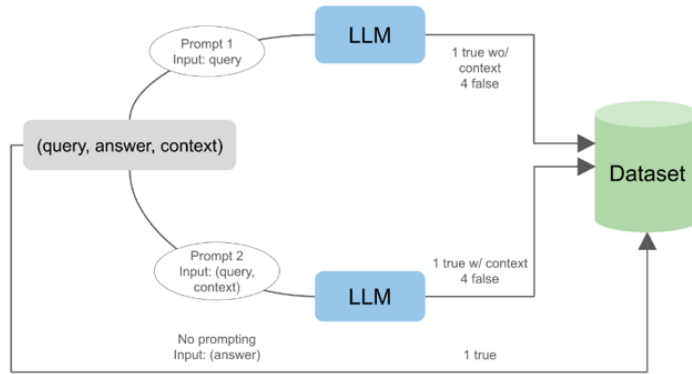 Prompt 1
Input: query
LLM
1 true wo/
context
4 false
(query, answer, context)
Dataset
Prompt 2
Input: (query,
context)
LLM
1 true w/ context
4 false
No prompting
Input: (answer)
1 true